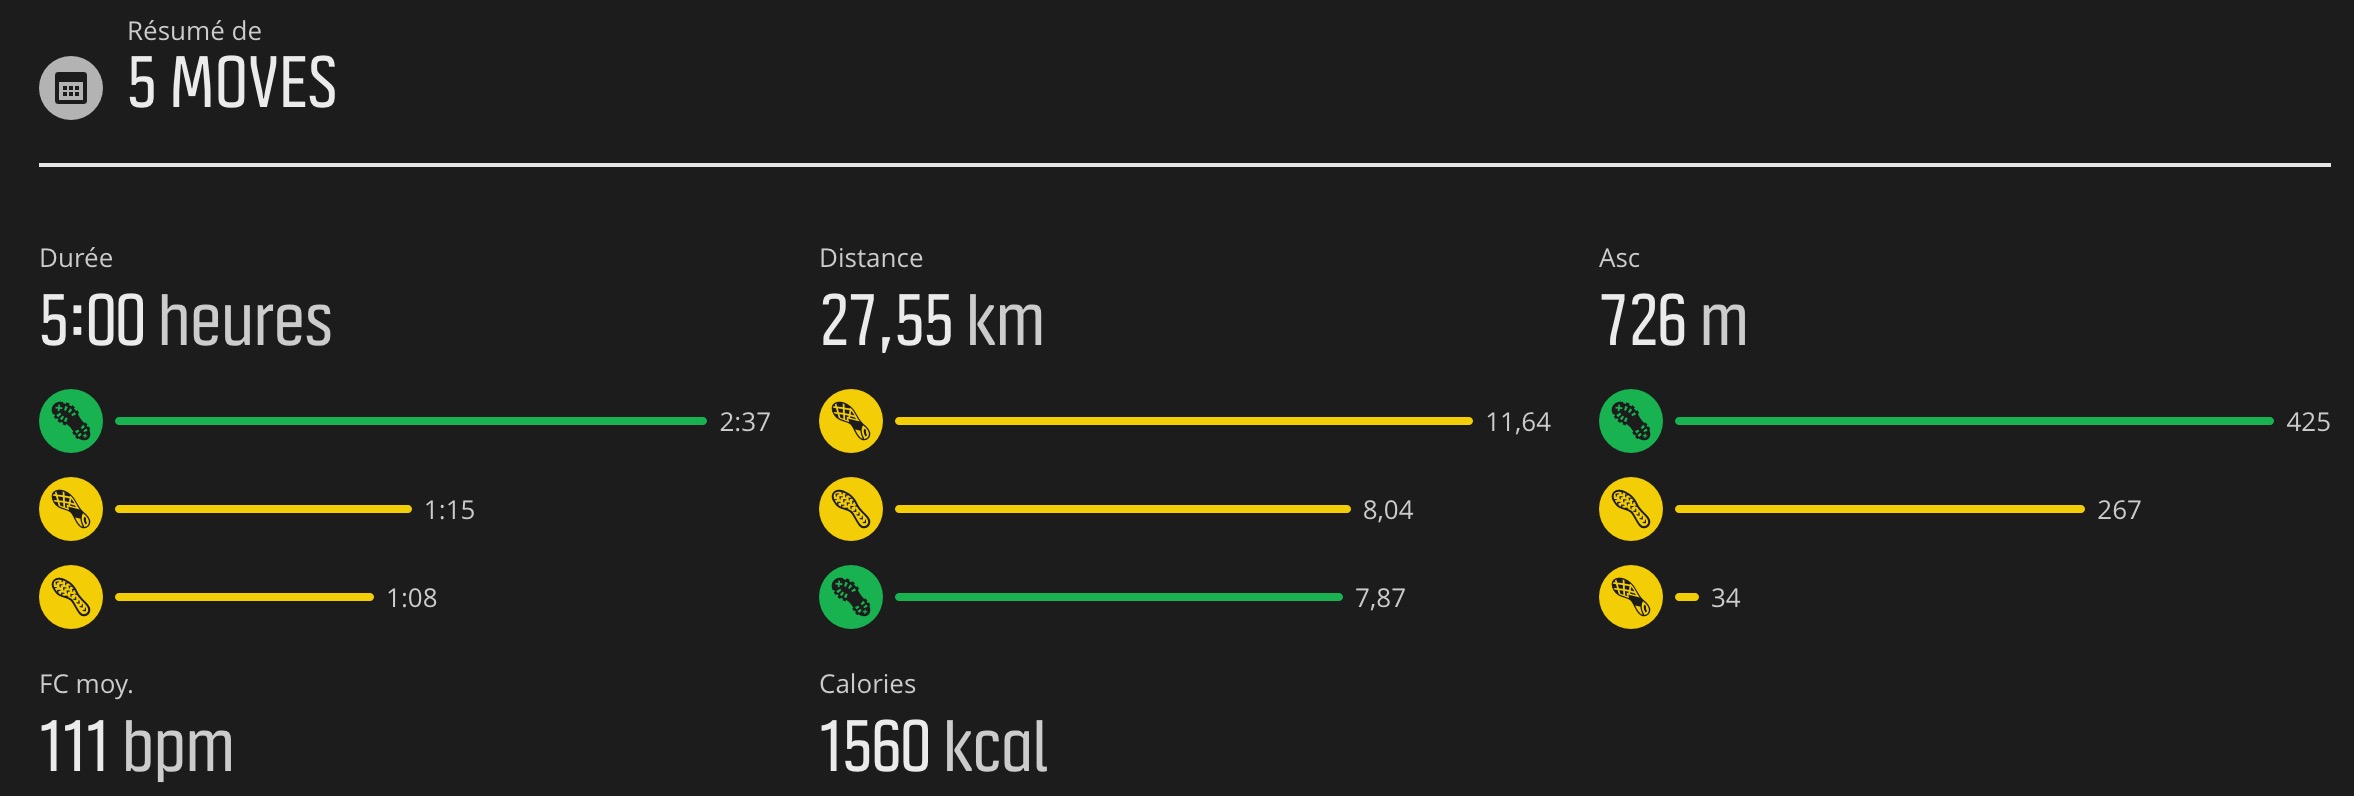 Résumé de
5 MOVES
Durée
5:00 heures
2:37
1:15
1:08
Distance
27,55 km
11,64
8,04
7,87
Asc
726 m
425
267
34
FC moy.
111 bpm
Calories
1560 kcal